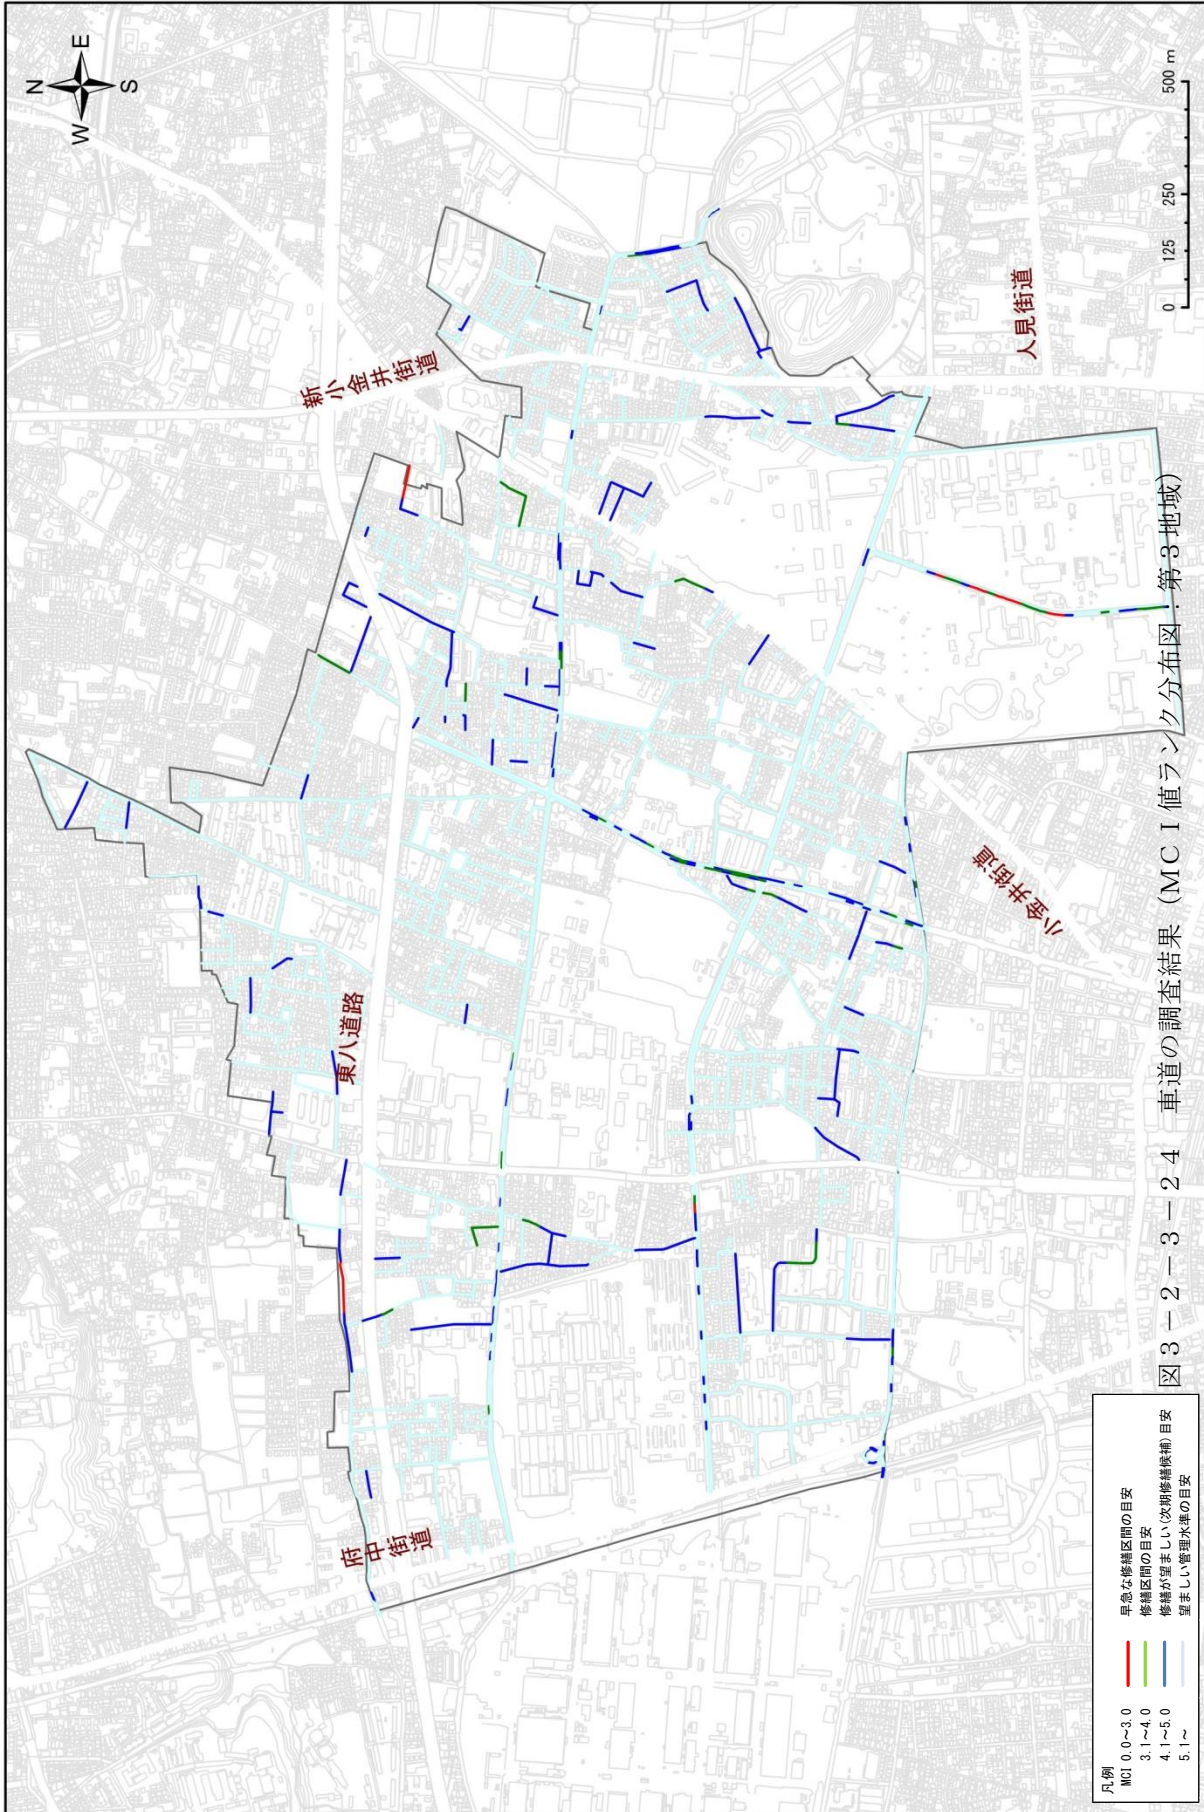 N
W
E
S
新小金井街道
東八道路
府中街道
人見街道
小金井街道
0 125 250 500 m
凡例
MCI 0.0~3.0 早急な修繕区間の目安
3.1~4.0 修繕区間の目安
4.1~5.0 修繕が望ましい(次期修繕候補)目安
5.1~ 望ましい管理水準の目安
図3-2-3-24 車道の調査結果(MCI値ランク分布図:第3地域)